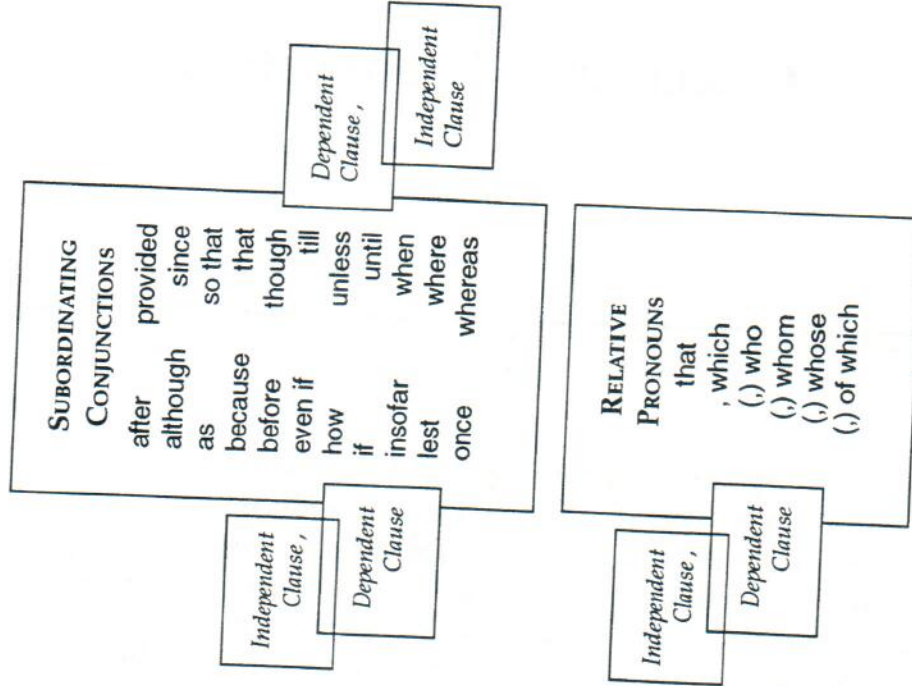 SUBORDINATING
CONJUNCTIONS
after provided
although since
as so that
because that
before though
even if till
how unless
if until
insofar when
lest where
once whereas
Independent
Clause ,
Dependent
Clause
Dependent
Clause ,
Independent
Clause
RELATIVE
PRONOUNS
that
, which
(,) who
(,) whom
(,) whose
(,) of which
Independent
Clause ,
Dependent
Clause